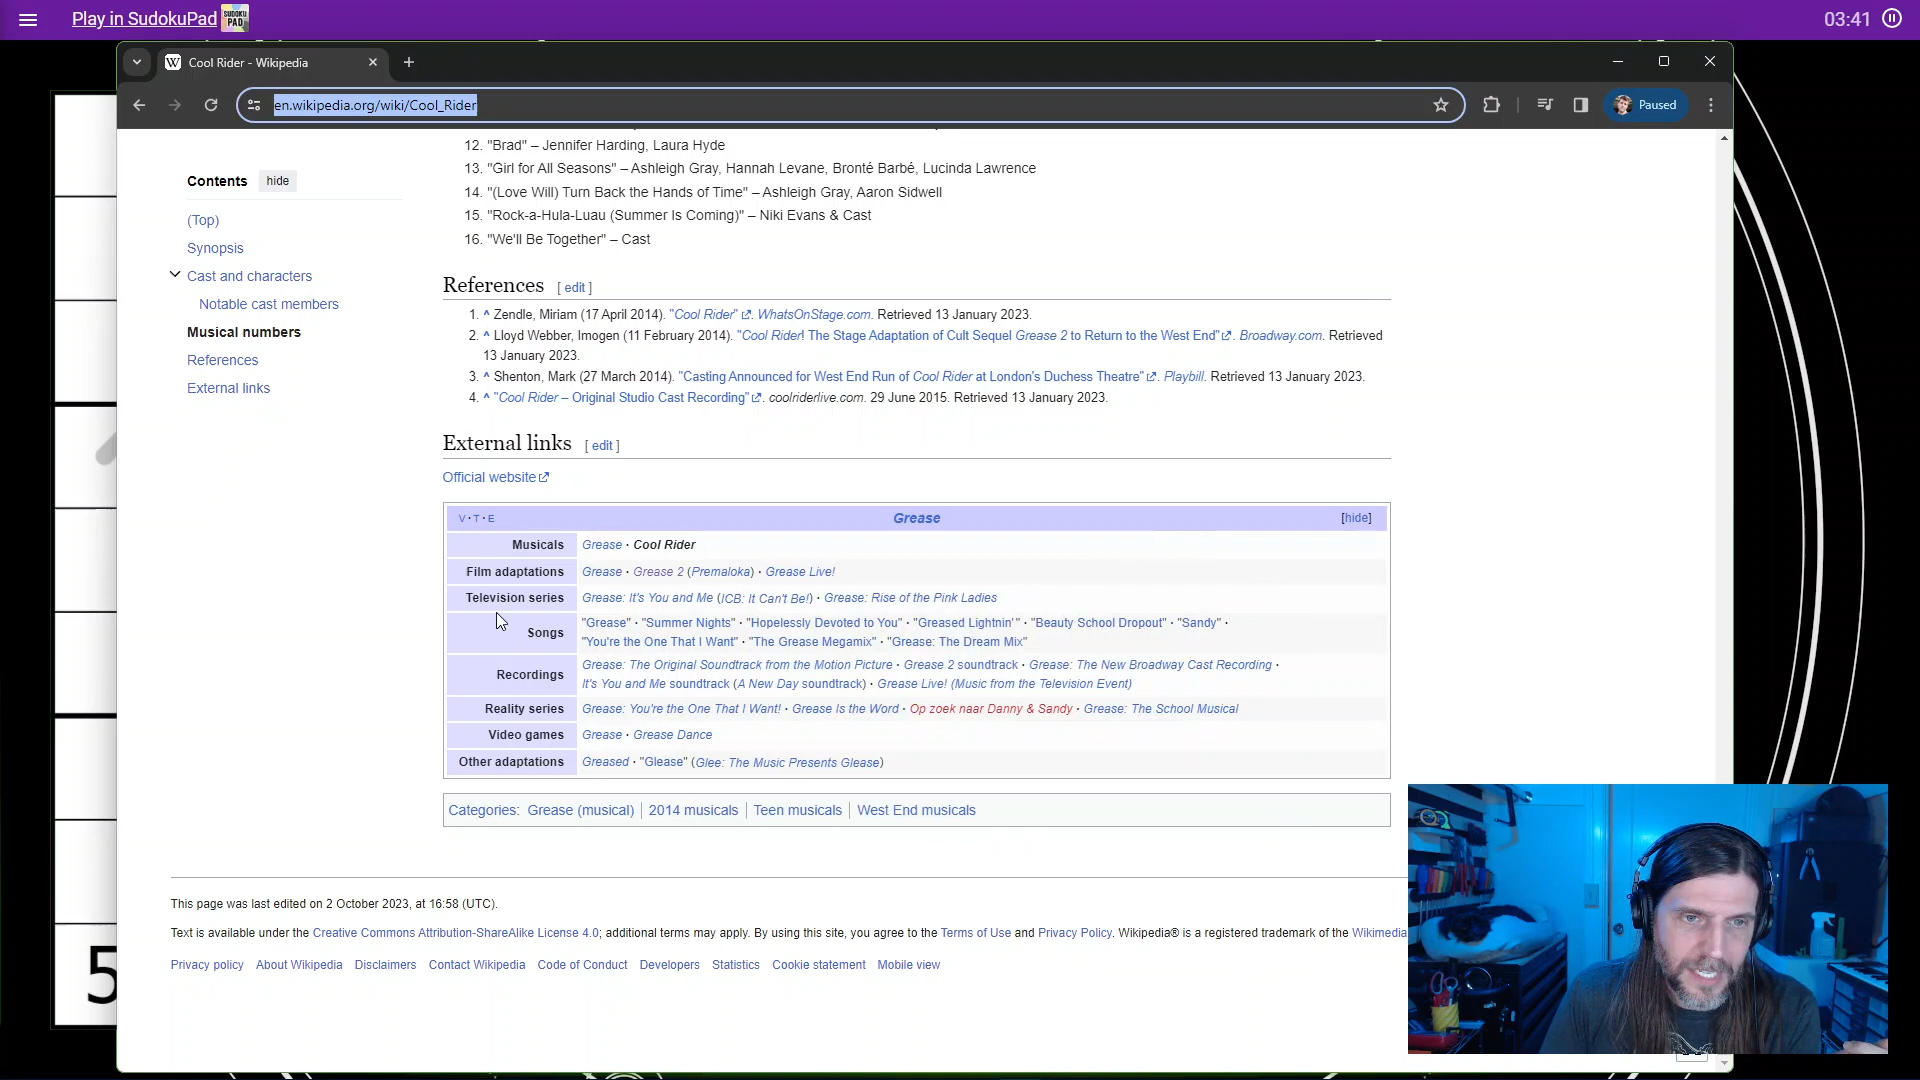 Play in SudokuPad
SUDOKU PAD
03:41
Cool Rider - Wikipedia
en.wikipedia.org/wiki/Cool_Rider
Paused
Contents hide
(Top)
Synopsis
Cast and characters
Notable cast members
Musical numbers
References
External links
12. "Brad" – Jennifer Harding, Laura Hyde
13. "Girl for All Seasons" – Ashleigh Gray, Hannah Levane, Bronté Barbé, Lucinda Lawrence
14. "(Love Will) Turn Back the Hands of Time" – Ashleigh Gray, Aaron Sidwell
15. "Rock-a-Hula-Luau (Summer Is Coming)" – Niki Evans & Cast
16. "We'll Be Together" – Cast
References [ edit ]
1. ^ Zendle, Miriam (17 April 2014). "Cool Rider". WhatsOnStage.com. Retrieved 13 January 2023.
2. ^ Lloyd Webber, Imogen (11 February 2014). "Cool Rider! The Stage Adaptation of Cult Sequel Grease 2 to Return to the West End". Broadway.com. Retrieved
13 January 2023.
3. ^ Shenton, Mark (27 March 2014). "Casting Announced for West End Run of Cool Rider at London's Duchess Theatre". Playbill. Retrieved 13 January 2023.
4. ^ "Cool Rider – Original Studio Cast Recording". coolriderlive.com. 29 June 2015. Retrieved 13 January 2023.
External links [ edit ]
Official website
V · T · E Grease [hide]
Musicals Grease · Cool Rider
Film adaptations Grease · Grease 2 (Premaloka) · Grease Live!
Television series Grease: It's You and Me (ICB: It Can't Be!) · Grease: Rise of the Pink Ladies
Songs "Grease" · "Summer Nights" · "Hopelessly Devoted to You" · "Greased Lightnin'" · "Beauty School Dropout" · "Sandy" ·
"You're the One That I Want" · "The Grease Megamix" · "Grease: The Dream Mix"
Recordings Grease: The Original Soundtrack from the Motion Picture · Grease 2 soundtrack · Grease: The New Broadway Cast Recording ·
It's You and Me soundtrack (A New Day soundtrack) · Grease Live! (Music from the Television Event)
Reality series Grease: You're the One That I Want! · Grease Is the Word · Op zoek naar Danny & Sandy · Grease: The School Musical
Video games Grease · Grease Dance
Other adaptations Greased · "Glease" (Glee: The Music Presents Glease)
Categories: Grease (musical) | 2014 musicals | Teen musicals | West End musicals
This page was last edited on 2 October 2023, at 16:58 (UTC).
Text is available under the Creative Commons Attribution-ShareAlike License 4.0; additional terms may apply. By using this site, you agree to the Terms of Use and Privacy Policy. Wikipedia® is a registered trademark of the Wikimedia
Privacy policy About Wikipedia Disclaimers Contact Wikipedia Code of Conduct Developers Statistics Cookie statement Mobile view
5